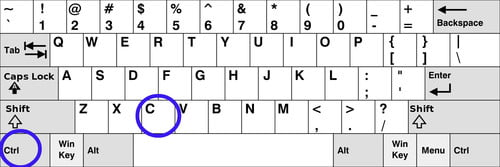 ~ ! @ # $ % ^ & * ( ) _ +
` 1 2 3 4 5 6 7 8 9 0 - = Backspace
Tab Q W E R T Y U I O P { } |
[ ] \
Caps Lock A S D F G H J K L : " Enter
; '
Shift Z X C V B N M < > ? Shift
, . /
Ctrl Win Key Alt Alt Win Key Menu Ctrl